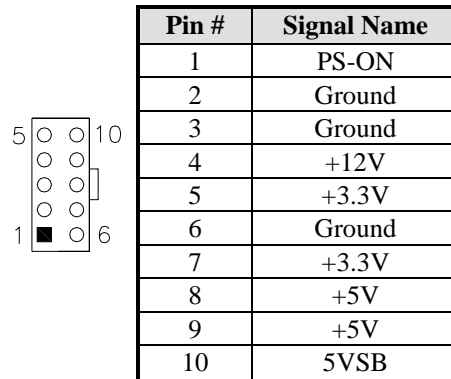 Pin # Signal Name
1 PS-ON
2 Ground
3 Ground
4 +12V
5 +3.3V
6 Ground
7 +3.3V
8 +5V
9 +5V
10 5VSB
5 10
1 6